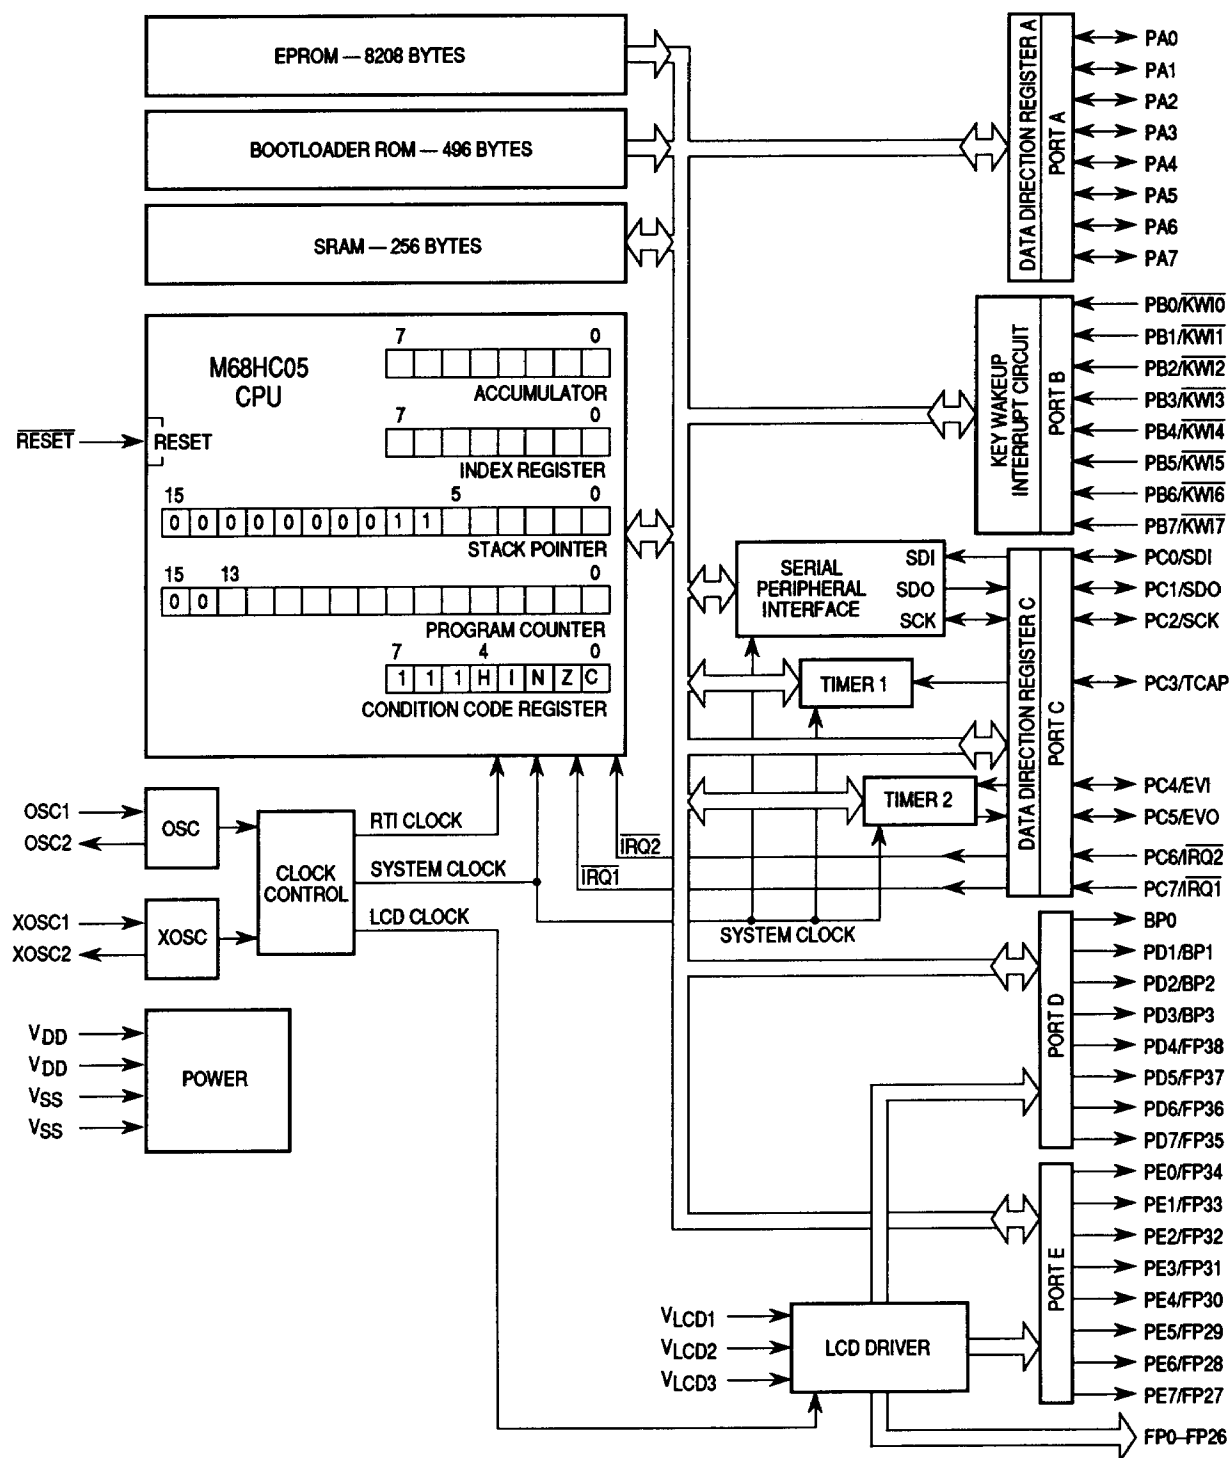 EPROM — 8208 BYTES
BOOTLOADER ROM — 496 BYTES
SRAM — 256 BYTES
M68HC05
CPU
RESET
RESET
7 0
ACCUMULATOR
7
INDEX REGISTER
15 5 0
0 0 0 0 0 0 0 0 1 1
STACK POINTER
15 13 0
0 0
PROGRAM COUNTER
7 4 0
1 1 1 H I N Z C
CONDITION CODE REGISTER
OSC1
OSC2
OSC
XOSC1
XOSC2
XOSC
CLOCK
CONTROL
RTI CLOCK
SYSTEM CLOCK
LCD CLOCK
IRQ2
IRQ1
SYSTEM CLOCK
VDD
VDD
VSS
VSS
POWER
DATA DIRECTION REGISTER A
PORT A
PA0
PA1
PA2
PA3
PA4
PA5
PA6
PA7
KEY WAKEUP
INTERRUPT CIRCUIT
PORT B
PB0/KWI0
PB1/KWI1
PB2/KWI2
PB3/KWI3
PB4/KWI4
PB5/KWI5
PB6/KWI6
PB7/KWI7
SERIAL
PERIPHERAL
INTERFACE
SDI
SDO
SCK
TIMER 1
TIMER 2
DATA DIRECTION REGISTER C
PORT C
PC0/SDI
PC1/SDO
PC2/SCK
PC3/TCAP
PC4/EVI
PC5/EVO
PC6/IRQ2
PC7/IRQ1
PORT D
BP0
PD1/BP1
PD2/BP2
PD3/BP3
PD4/FP38
PD5/FP37
PD6/FP36
PD7/FP35
PORT E
PE0/FP34
PE1/FP33
PE2/FP32
PE3/FP31
PE4/FP30
PE5/FP29
PE6/FP28
PE7/FP27
VLCD1
VLCD2
VLCD3
LCD DRIVER
FP0–FP26